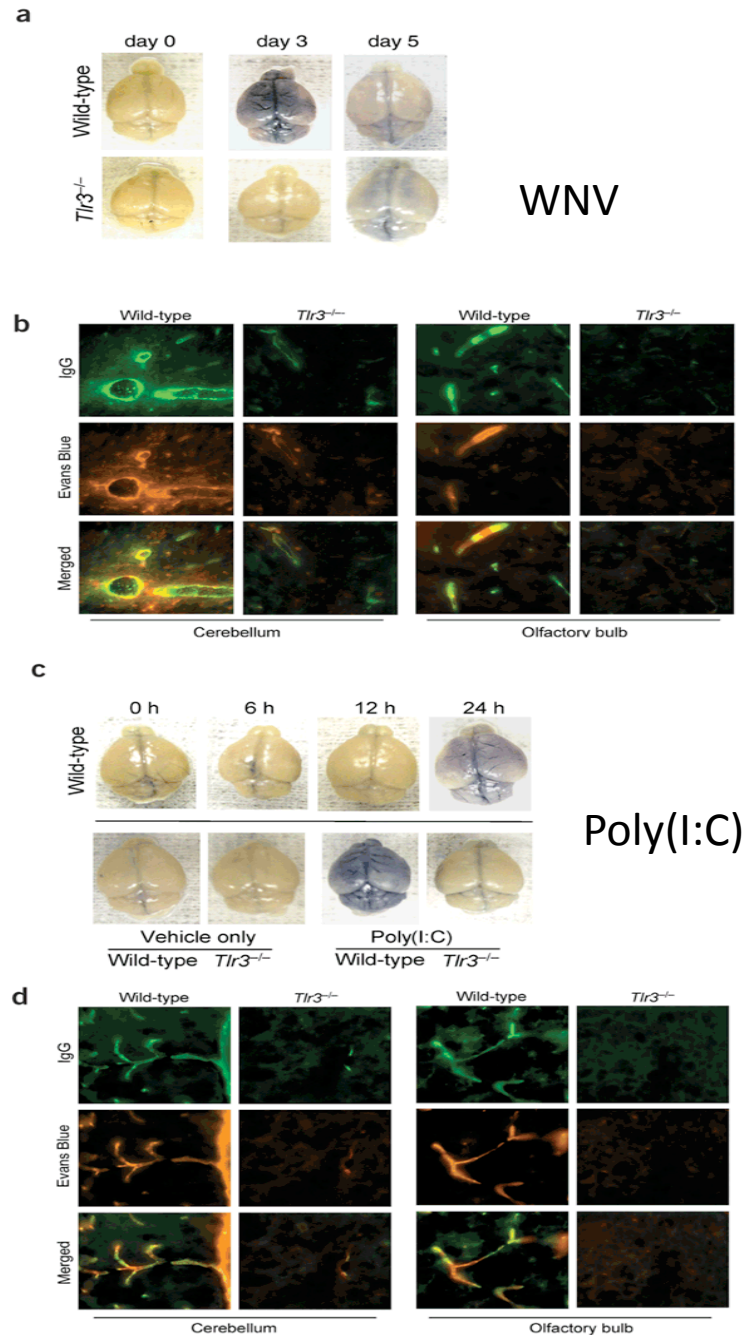 a
day 0 day 3 day 5
Wild-type
Tlr3–/–
WNV
b
Wild-type Tlr3–/– Wild-type Tlr3–/–
IgG
Evans Blue
Merged
Cerebellum Olfactory bulb
c
0 h 6 h 12 h 24 h
Wild-type
Poly(I:C)
Vehicle only Poly(I:C)
Wild-type Tlr3–/– Wild-type Tlr3–/–
d
Wild-type Tlr3–/– Wild-type Tlr3–/–
IgG
Evans Blue
Merged
Cerebellum Olfactory bulb